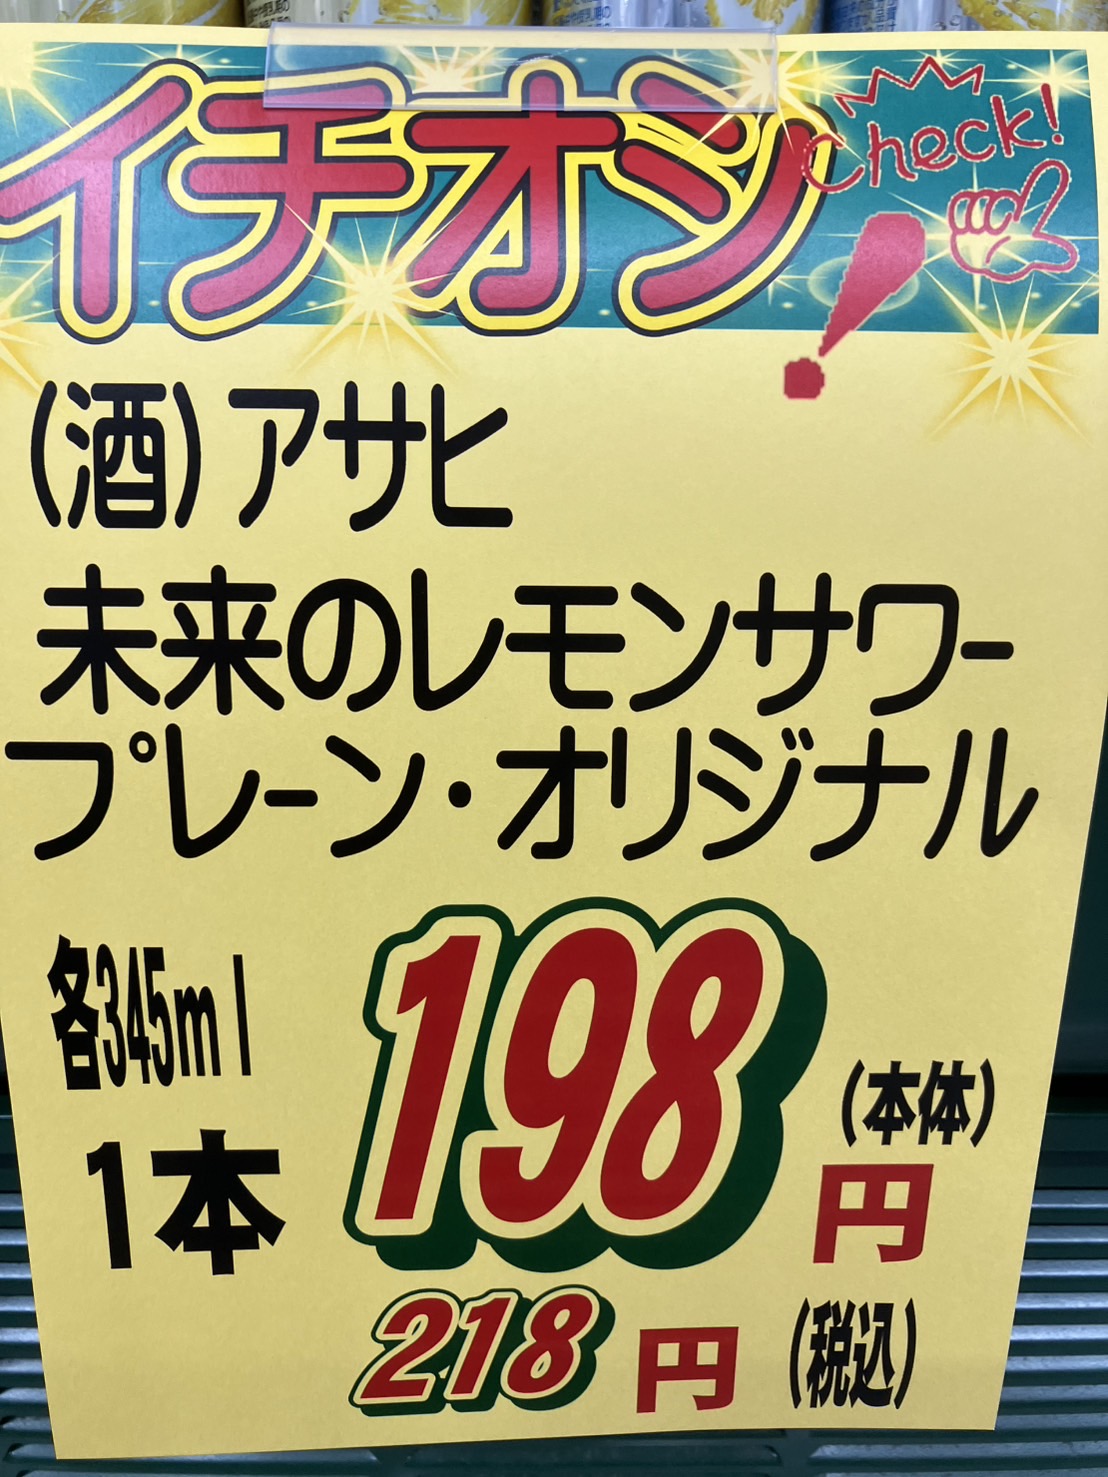 イチオシ!
Check!
(酒)アサヒ
未来のレモンサワー
プレーン・オリジナル
各345ml
1本
198
(本体)
円
218円(税込)